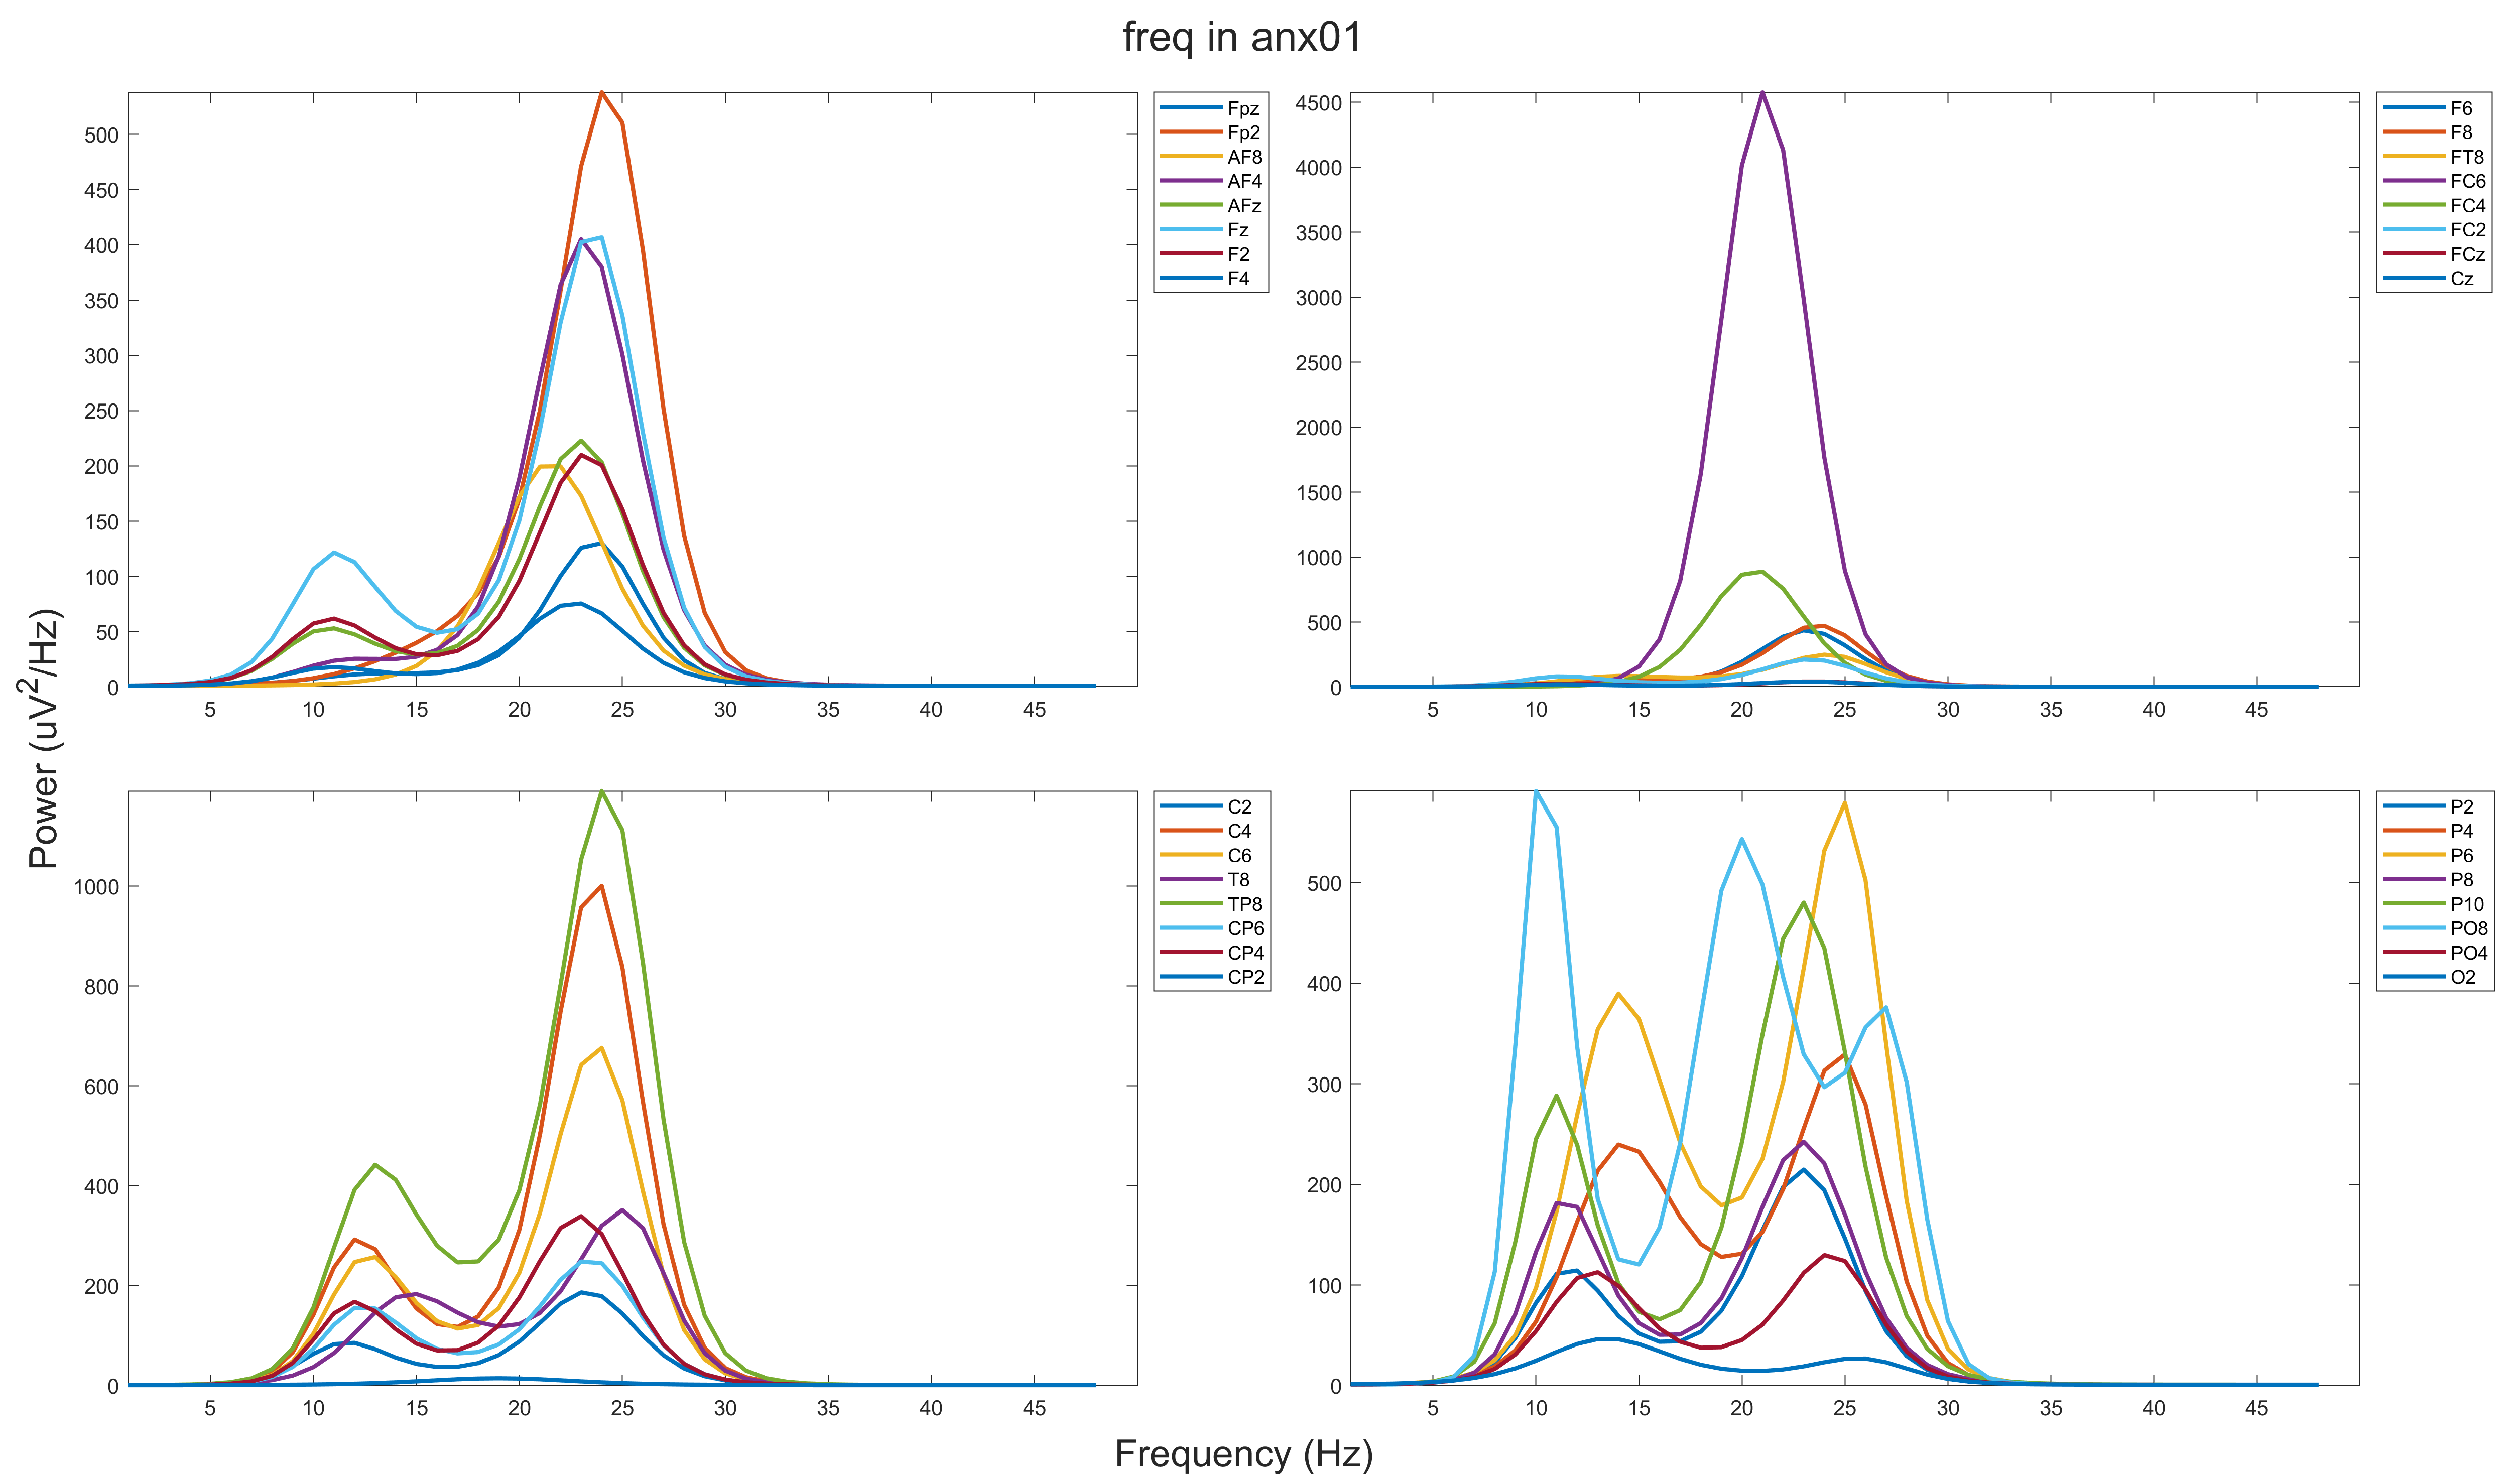 freq in anx01
Power (uV^2/Hz)
500
450
400
350
300
250
200
150
100
50
0
5 10 15 20 25 30 35 40 45
Fpz
Fp2
AF8
AF4
AFz
Fz
F2
F4
4500
4000
3500
3000
2500
2000
1500
1000
500
0
5 10 15 20 25 30 35 40 45
F6
F8
FT8
FC6
FC4
FC2
FCz
Cz
1000
800
600
400
200
0
5 10 15 20 25 30 35 40 45
C2
C4
C6
T8
TP8
CP6
CP4
CP2
500
400
300
200
100
0
5 10 15 20 25 30 35 40 45
P2
P4
P6
P8
P10
PO8
PO4
O2
Frequency (Hz)